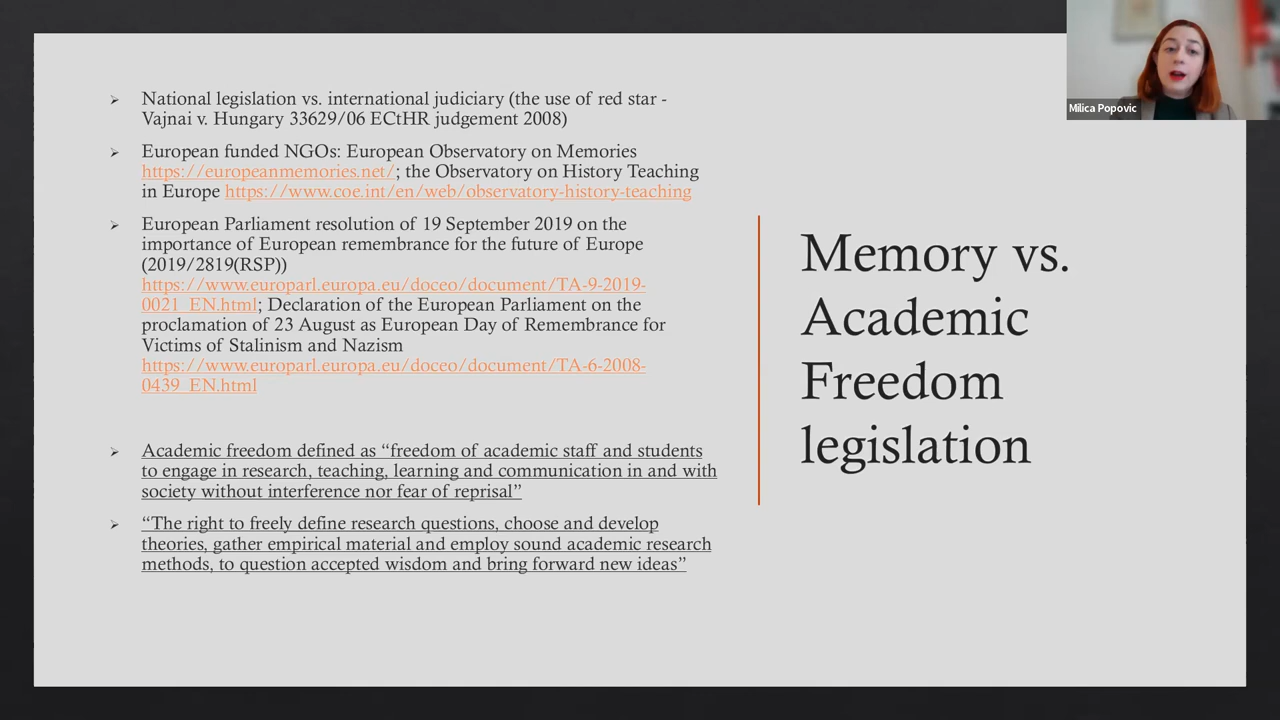 National legislation vs. international judiciary (the use of red star -
Vajnai v. Hungary 33629/06 ECtHR judgement 2008)
European funded NGOs: European Observatory on Memories
https://europeanmemories.net/; the Observatory on History Teaching
in Europe https://www.coe.int/en/web/observatory-history-teaching
European Parliament resolution of 19 September 2019 on the
importance of European remembrance for the future of Europe
(2019/2819(RSP))
https://www.europarl.europa.eu/doceo/document/TA-9-2019-
0021_EN.html; Declaration of the European Parliament on the
proclamation of 23 August as European Day of Remembrance for
Victims of Stalinism and Nazism
https://www.europarl.europa.eu/doceo/document/TA-6-2008-
0439_EN.html
Academic freedom defined as “freedom of academic staff and students
to engage in research, teaching, learning and communication in and with
society without interference nor fear of reprisal”
“The right to freely define research questions, choose and develop
theories, gather empirical material and employ sound academic research
methods, to question accepted wisdom and bring forward new ideas”
Memory vs.
Academic
Freedom
legislation
Milica Popovic